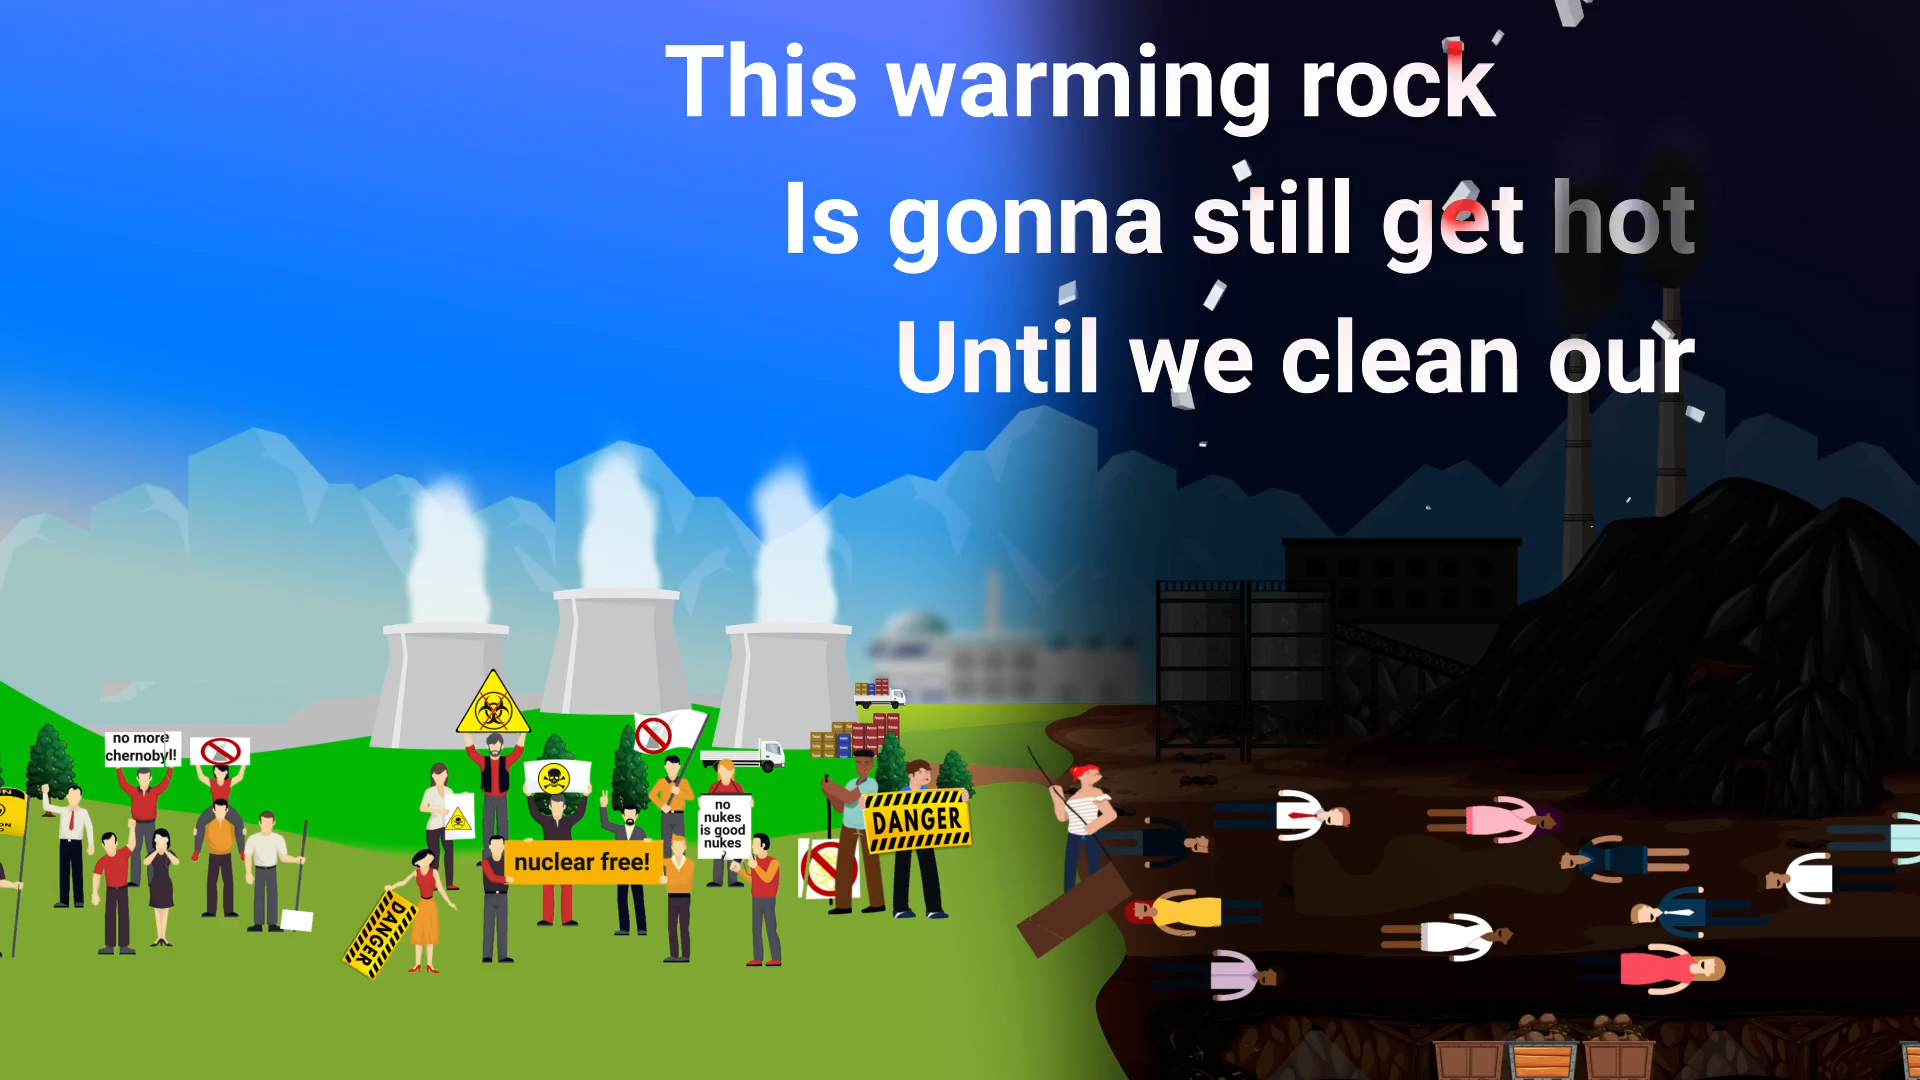 This warming rock
Is gonna still get hot
Until we clean our
no more
chernobyl!
no
nukes
is good
nukes
nuclear free!
DANGER
DANGER